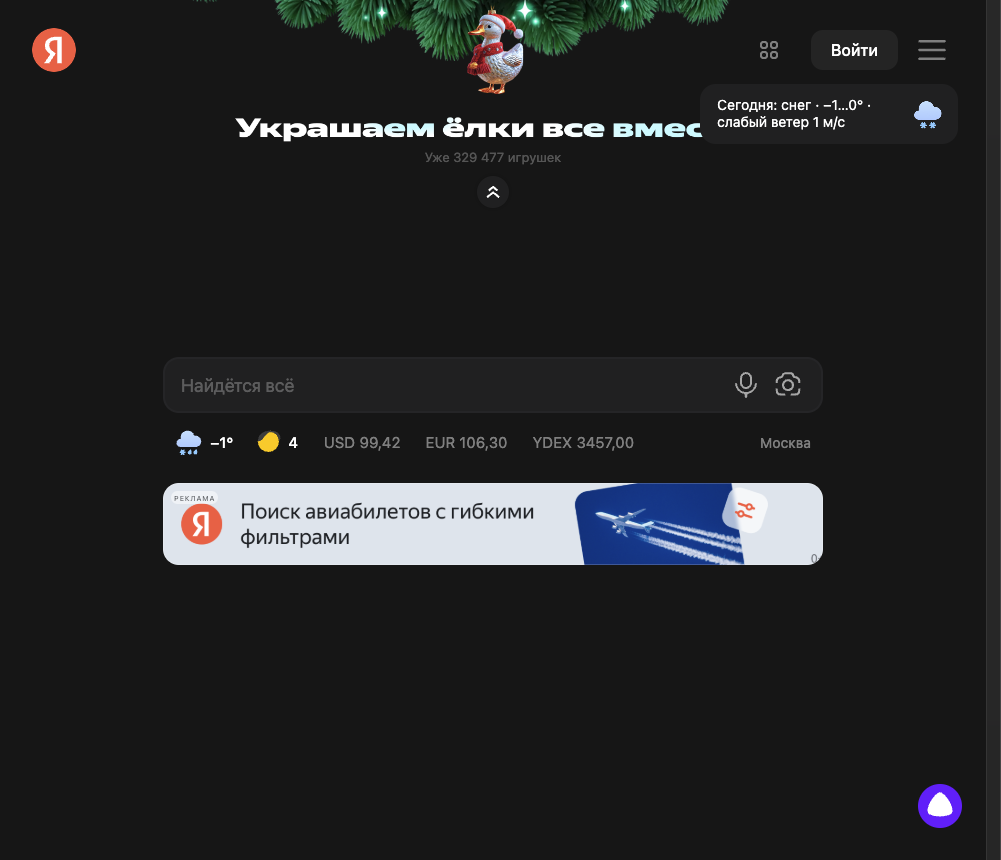 Я
Войти
Сегодня: снег · −1...0° ·
слабый ветер 1 м/с
Украшаем ёлки все вмес
Уже 329 477 игрушек
Найдётся всё
−1°
4
USD 99,42
EUR 106,30
YDEX 3457,00
Москва
РЕКЛАМА
Я
Поиск авиабилетов с гибкими
фильтрами